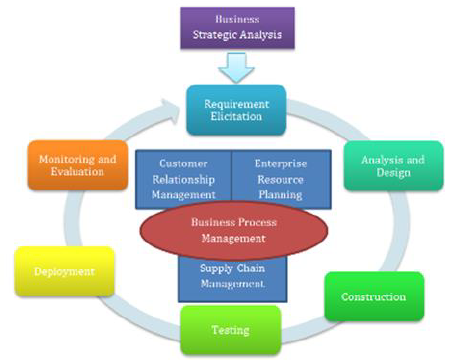 Business
Strategic Analysis
Requirement
Elicitation
Monitoring and
Evaluation
Customer
Relationship
Management
Enterprise
Resource
Planning
Analysis and
Design
Business Process
Management
Deployment
Supply Chain
Management
Construction
Testing